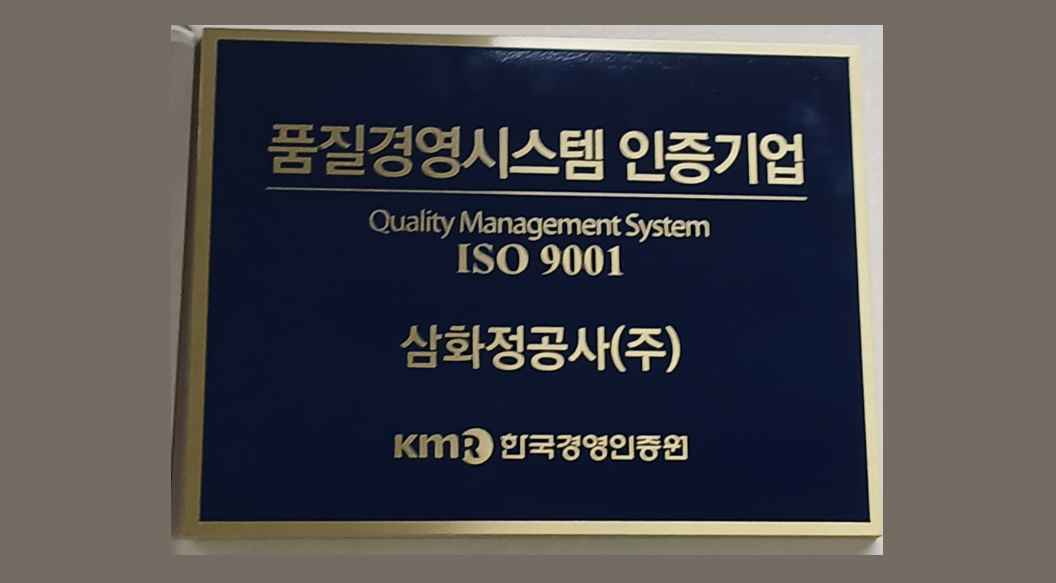 품질경영시스템 인증기업
Quality Management System
ISO 9001
삼화정공사(주)
KMR 한국경영인증원